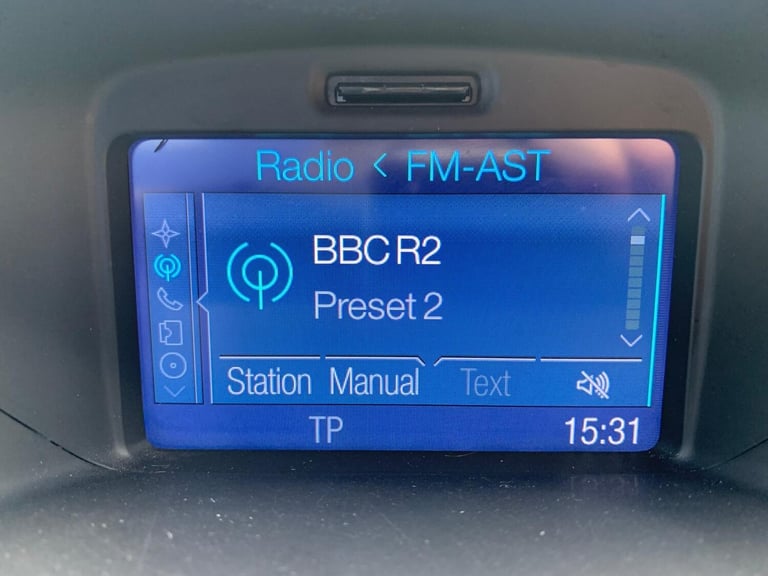 Radio < FM-AST
BBC R2
Preset 2
Station Manual Text
TP 15:31